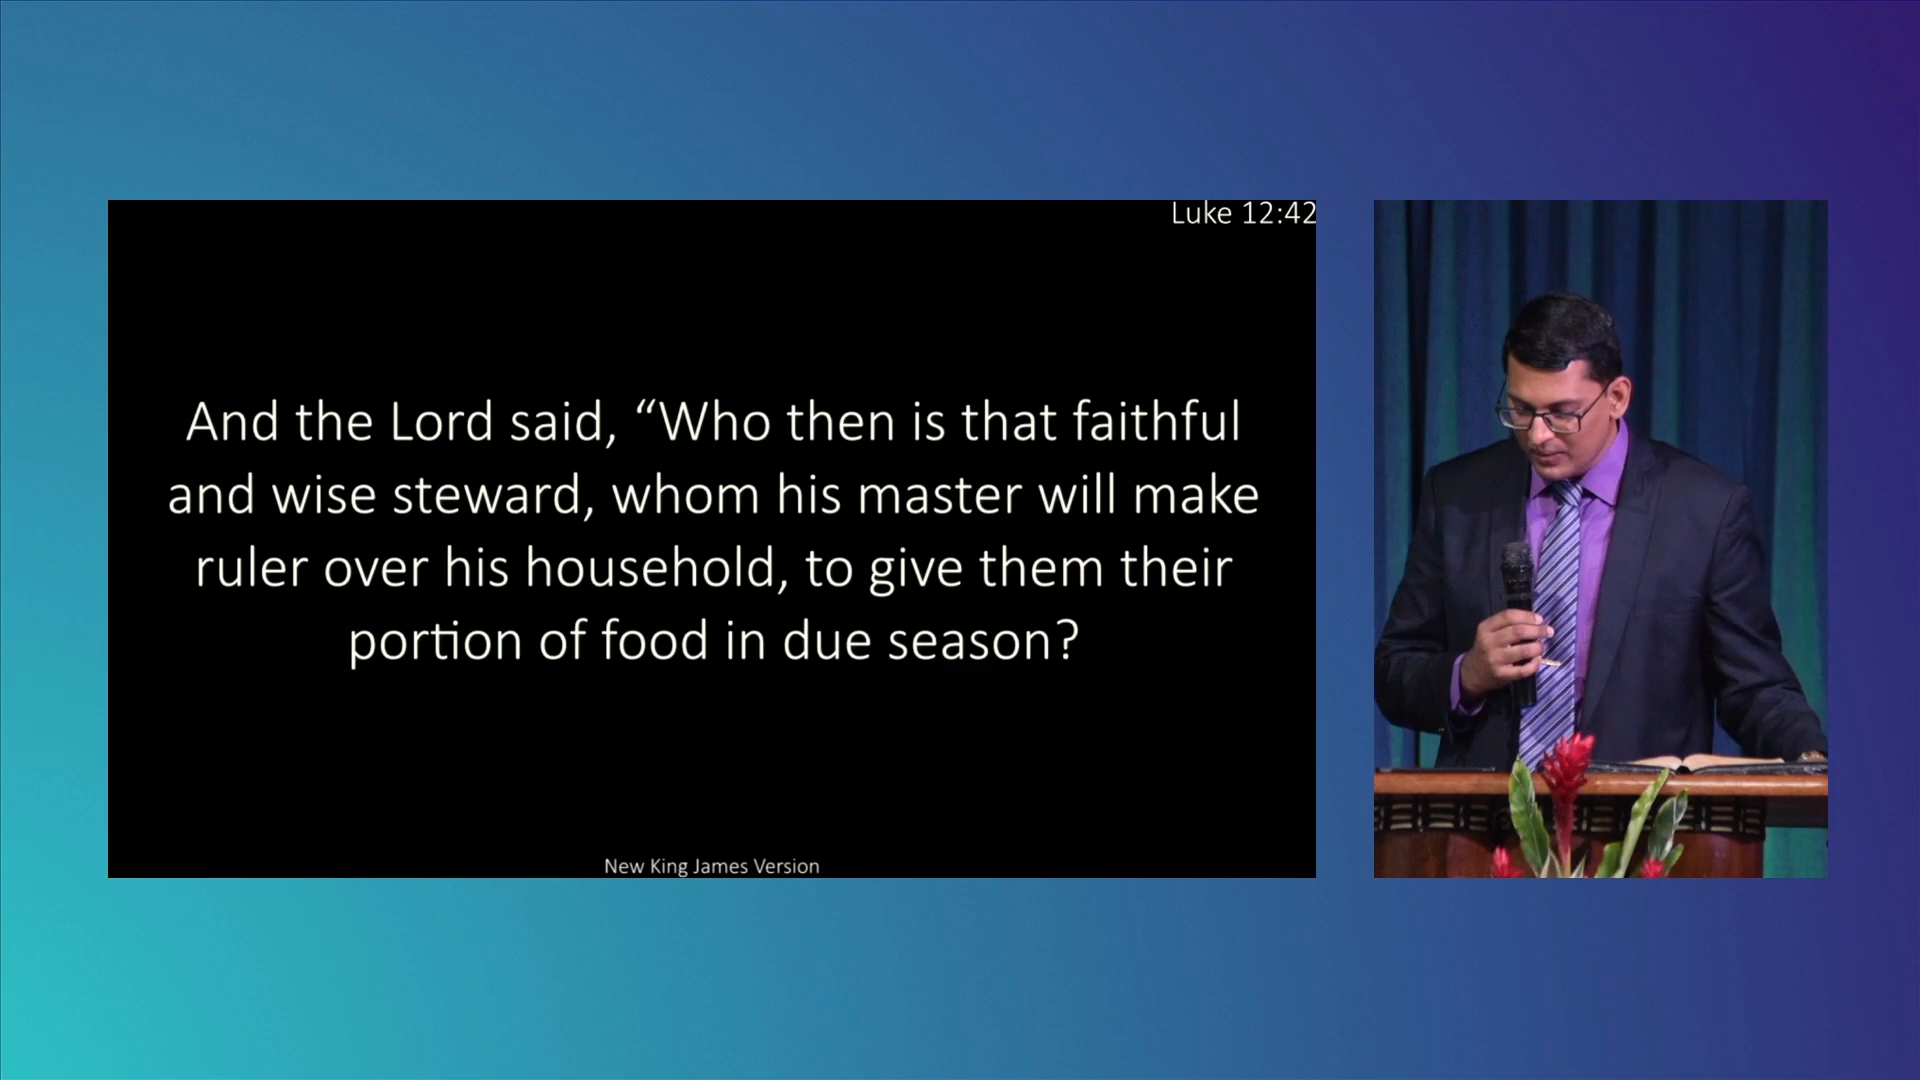 Luke 12:42
And the Lord said, “Who then is that faithful
and wise steward, whom his master will make
ruler over his household, to give them their
portion of food in due season?
New King James Version